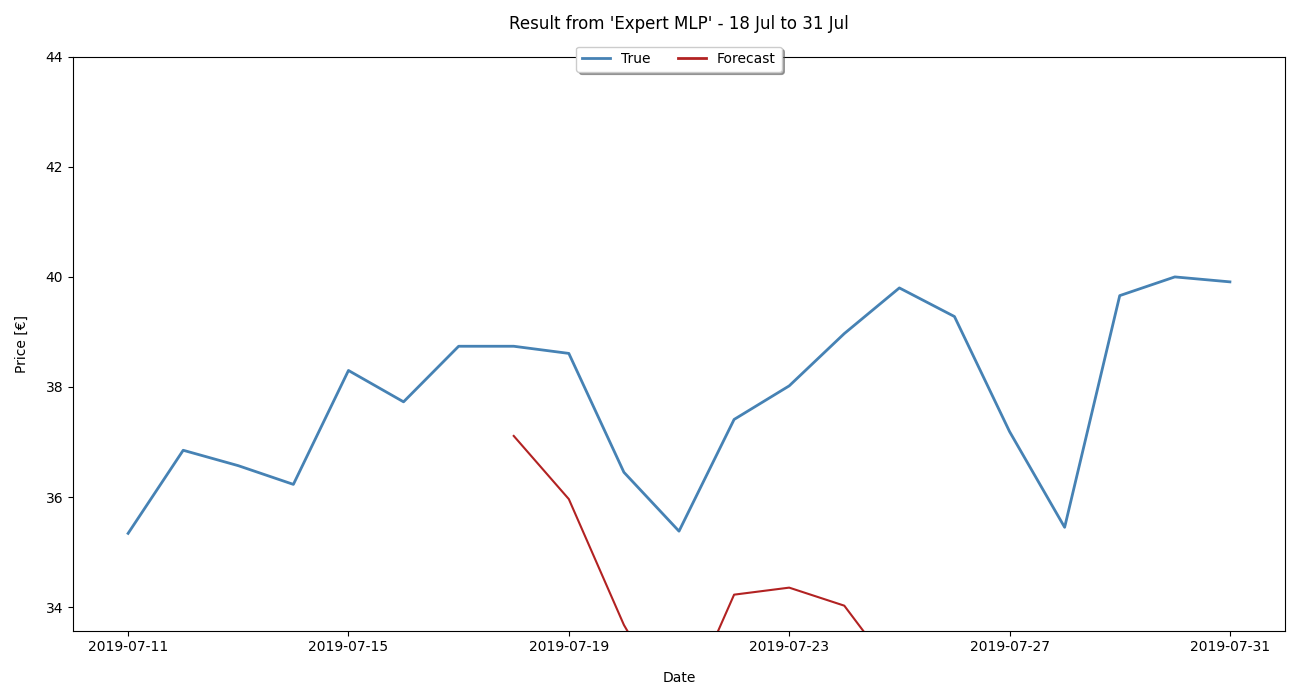 Result from 'Expert MLP' - 18 Jul to 31 Jul
True Forecast
44
42
40
38
36
34
Price [€]
2019-07-11 2019-07-15 2019-07-19 2019-07-23 2019-07-27 2019-07-31
Date